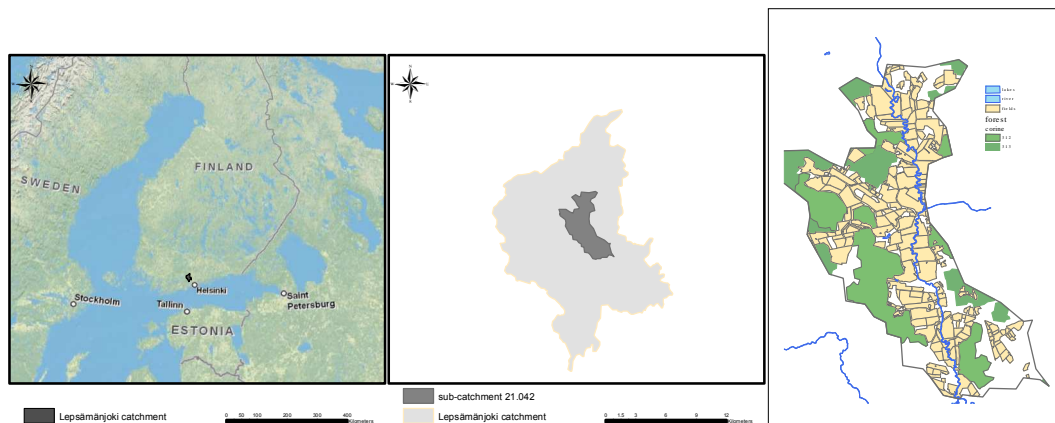 FINLAND
SWEDEN
Helsinki
Stockholm
Tallinn
Saint
Petersburg
ESTONIA
Lepsämänjoki catchment
0 50 100 200 300 400
Kilometers
sub-catchment 21.042
Lepsämänjoki catchment
0 1.5 3 6 9 12
Kilometers
lakes
river
fields
forest
corine
312
313